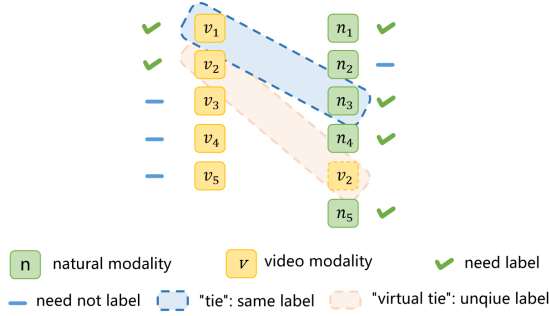 v1 n1
v2 n2
v3 n3
v4 n4
v5 v2
n5
n natural modality v video modality need label
need not label "tie": same label "virtual tie": unqiue label